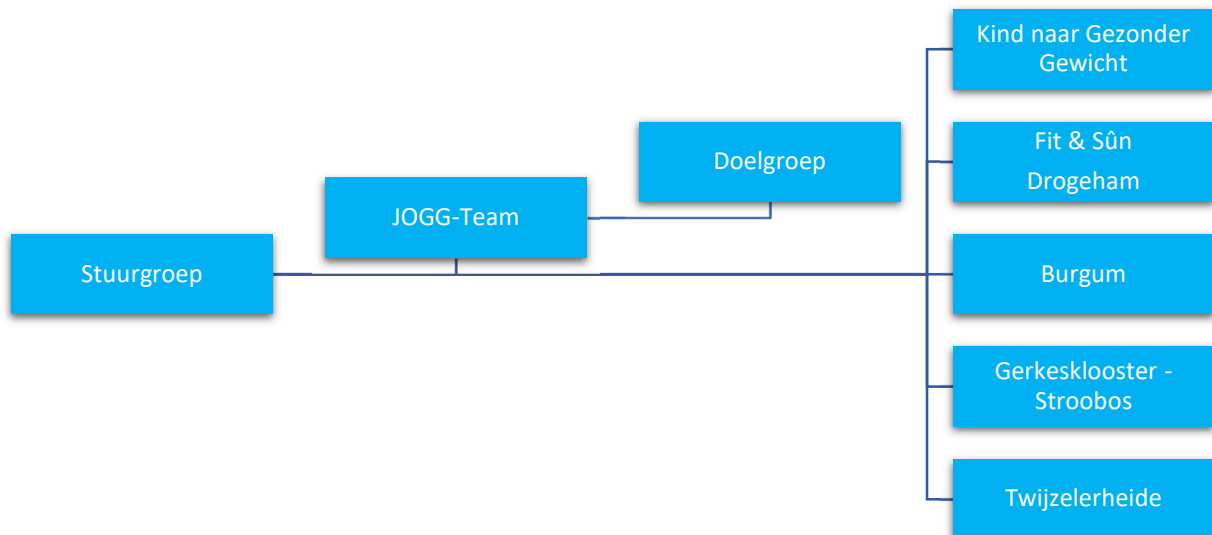 Stuurgroep
JOGG-Team
Doelgroep
Kind naar Gezonder
Gewicht
Fit & Sûn
Drogeham
Burgum
Gerkesklooster -
Stroobos
Twijzelerheide